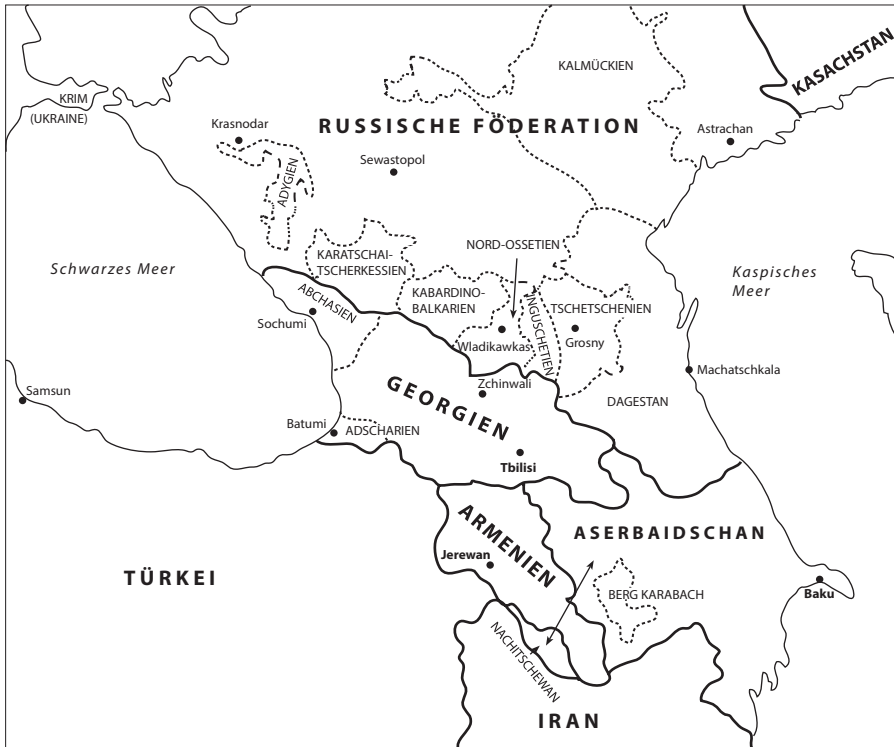 KALMÜCKIEN
KASACHSTAN
KRIM
(UKRAINE)
Krasnodar
RUSSISCHE FÖDERATION
Astrachan
Sewastopol
ADYGIEN
NORD-OSSETIEN
KARATSCHAI-
TSCHERKESSIEN
Schwarzes Meer
Kaspisches
Meer
ABCHASIEN
KABARDINO-
BALKARIEN
INGUSCHETIEN
TSCHETSCHENIEN
Sochumi
Wladikawkas
Grosny
Machatschkala
Zchinwali
GEORGIEN
Samsun
DAGESTAN
Batumi
ADSCHARIEN
Tbilisi
ARMENIEN
ASERBAIDSCHAN
Jerewan
TÜRKEI
BERG KARABACH
Baku
NACHITSCHEWAN
IRAN